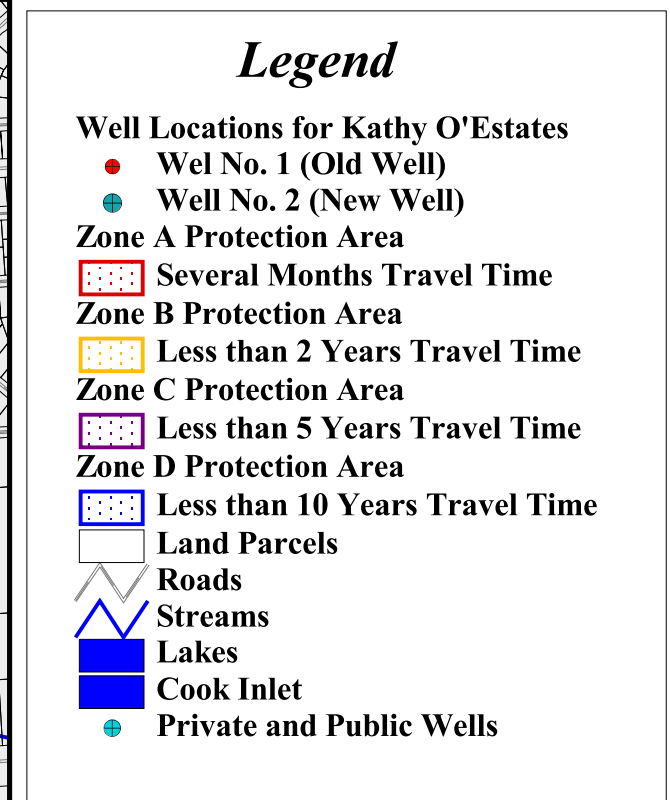 Legend
Well Locations for Kathy O'Estates
Wel No. 1 (Old Well)
Well No. 2 (New Well)
Zone A Protection Area
Several Months Travel Time
Zone B Protection Area
Less than 2 Years Travel Time
Zone C Protection Area
Less than 5 Years Travel Time
Zone D Protection Area
Less than 10 Years Travel Time
Land Parcels
Roads
Streams
Lakes
Cook Inlet
Private and Public Wells